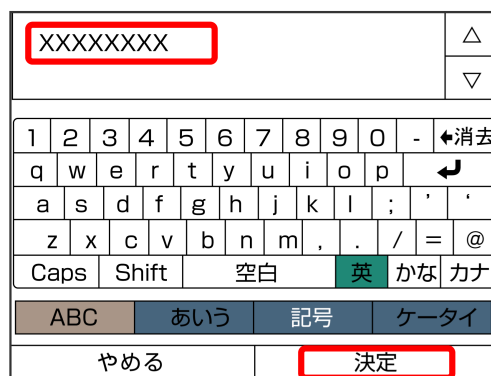 XXXXXXXX
△
▽
1 2 3 4 5 6 7 8 9 0 - ←消去
q w e r t y u i o p ↵
a s d f g h j k l ; ’ ‘
z x c v b n m , . / = @
Caps Shift 空白 英 かな カナ
ABC あいう 記号 ケータイ
やめる 決定